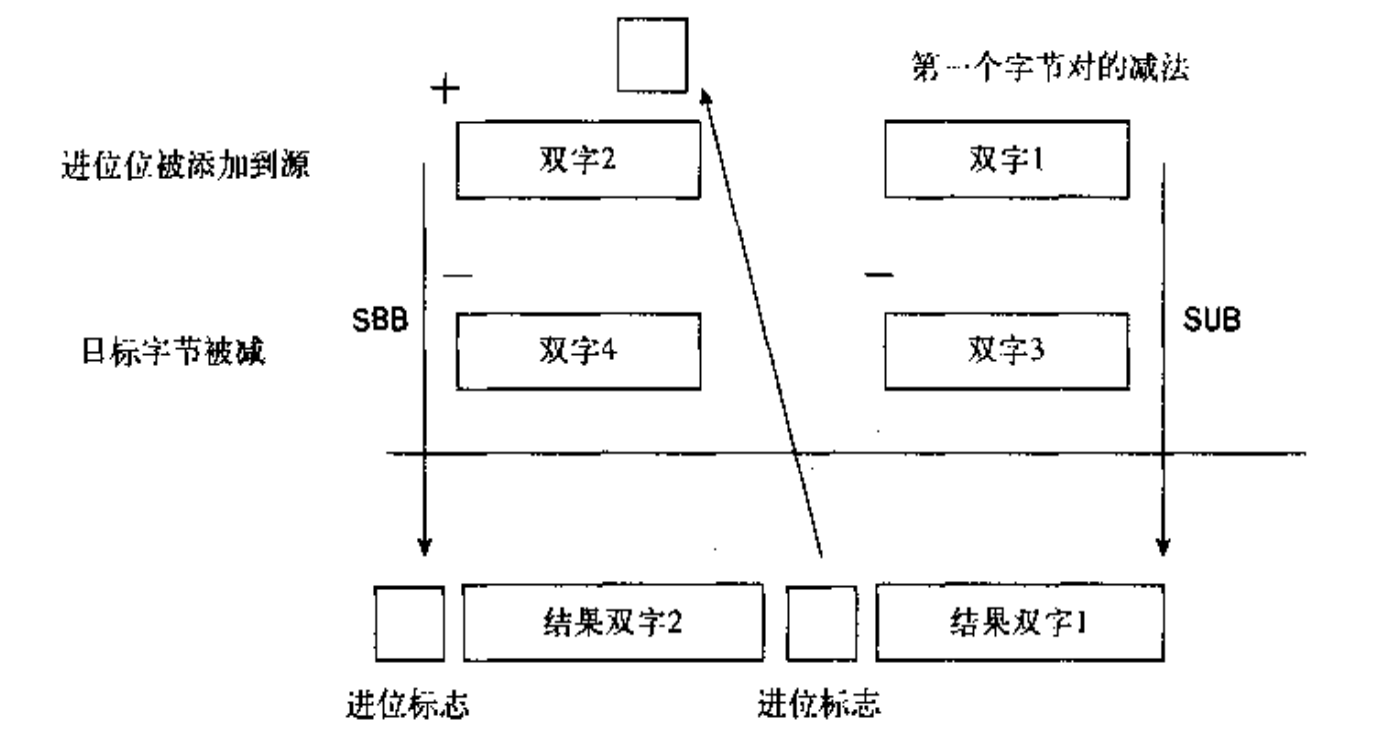 第一个字节对的减法
+
进位位被添加到源
双字2
双字1
—
—
SBB
SUB
目标字节被减
双字4
双字3
结果双字2
结果双字1
进位标志
进位标志